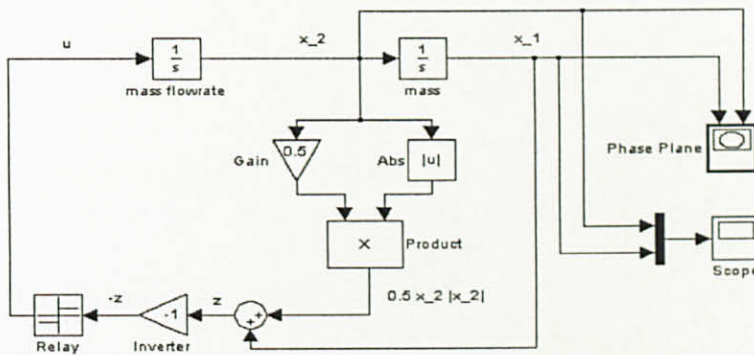 u
1
s
mass flowrate
x_2
1
s
mass
x_1
Phase Plane
Gain
0.5
Abs
|u|
×
Product
Scope
0.5 x_2 |x_2|
-z
-1
z
+
+
Relay
Inverter